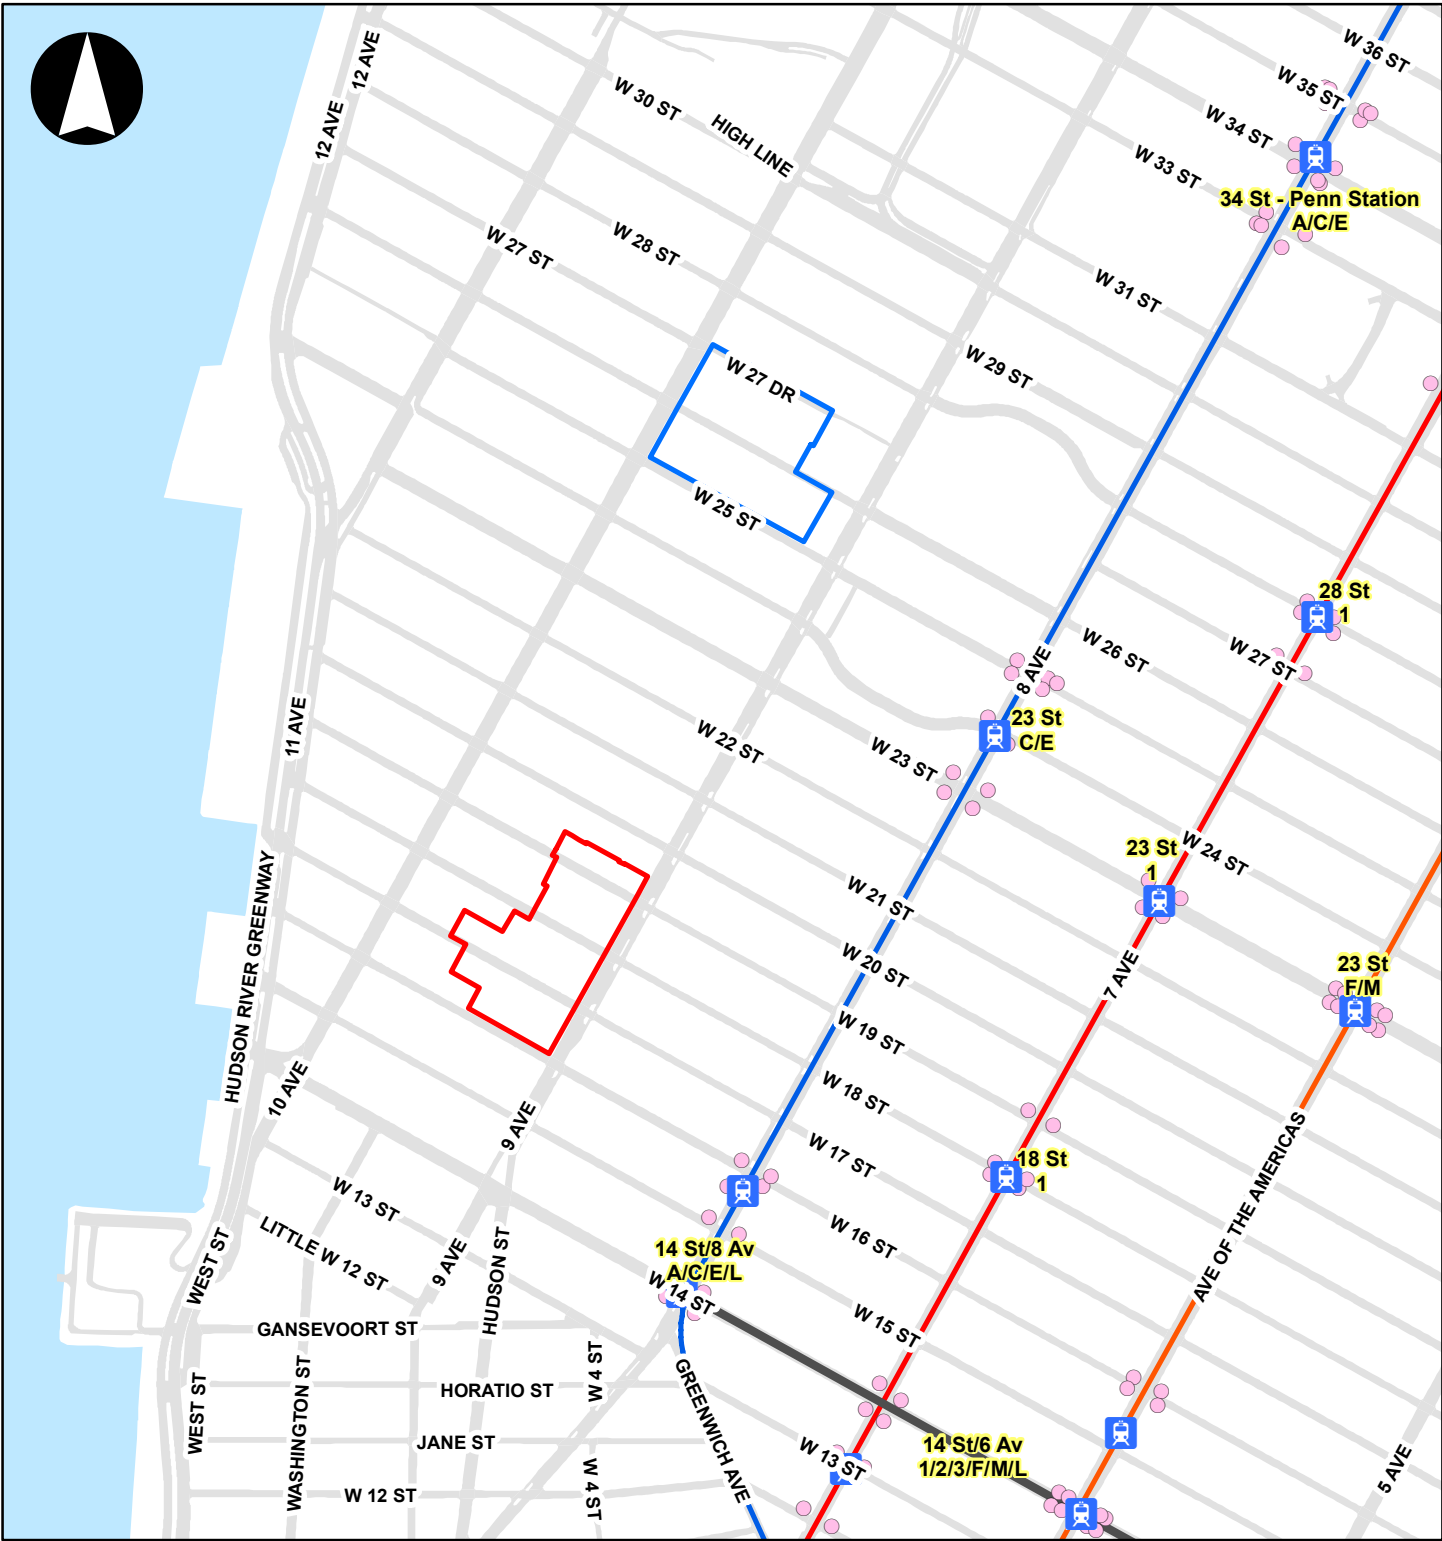 12 AVE
12 AVE
W 36 ST
W 35 ST
W 34 ST
W 33 ST
W 30 ST
HIGH LINE
34 St - Penn Station
A/C/E
W 27 ST
W 28 ST
W 31 ST
W 29 ST
W 27 DR
W 25 ST
28 St
1
W 26 ST
W 27 ST
8 AVE
23 St
C/E
11 AVE
W 22 ST
W 23 ST
23 St
1
W 24 ST
W 21 ST
HUDSON RIVER GREENWAY
W 20 ST
7 AVE
23 St
F/M
W 19 ST
10 AVE
W 18 ST
9 AVE
W 17 ST
18 St
1
AVE OF THE AMERICAS
W 13 ST
LITTLE W 12 ST
WEST ST
9 AVE
HUDSON ST
14 St/8 Av
A/C/E/L
W 14 ST
W 16 ST
W 15 ST
GANSEVOORT ST
WEST ST
WASHINGTON ST
HORATIO ST
W 4 ST
GREENWICH AVE
JANE ST
W 12 ST
W 4 ST
W 13 ST
14 St/6 Av
1/2/3/F/M/L
5 AVE